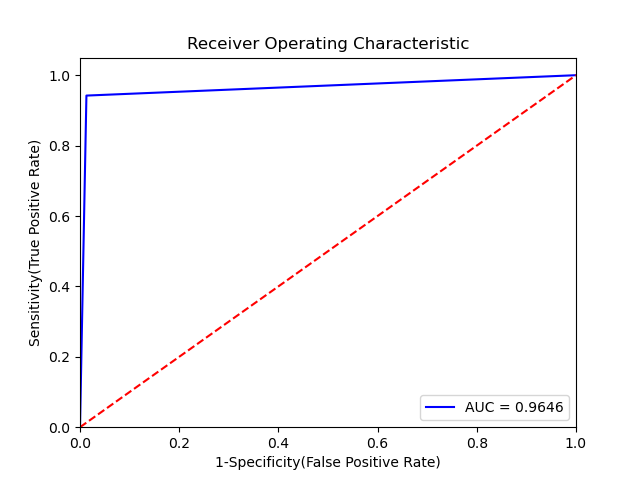 Receiver Operating Characteristic
1.0
0.8
0.6
0.4
0.2
0.0
Sensitivity(True Positive Rate)
AUC = 0.9646
0.0 0.2 0.4 0.6 0.8 1.0
1-Specificity(False Positive Rate)